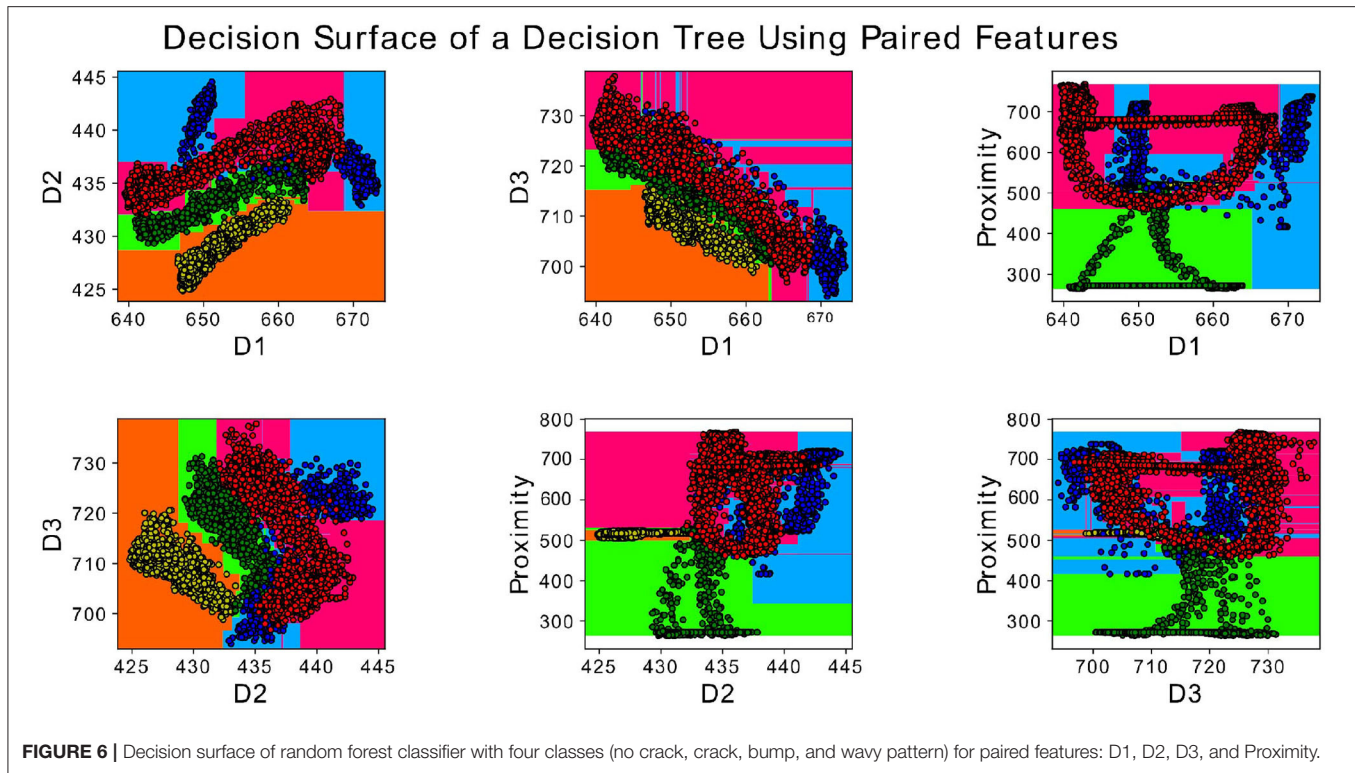 Decision Surface of a Decision Tree Using Paired Features
445
440
435
430
425
D2
640 650 660 670
D1
730
720
710
700
D3
640 650 660 670
D1
700
600
500
400
300
Proximity
640 650 660 670
D1
730
720
710
700
D3
425 430 435 440 445
D2
800
700
600
500
400
300
Proximity
425 430 435 440 445
D2
800
700
600
500
400
300
Proximity
700 710 720 730
D3
FIGURE 6 | Decision surface of random forest classifier with four classes (no crack, crack, bump, and wavy pattern) for paired features: D1, D2, D3, and Proximity.